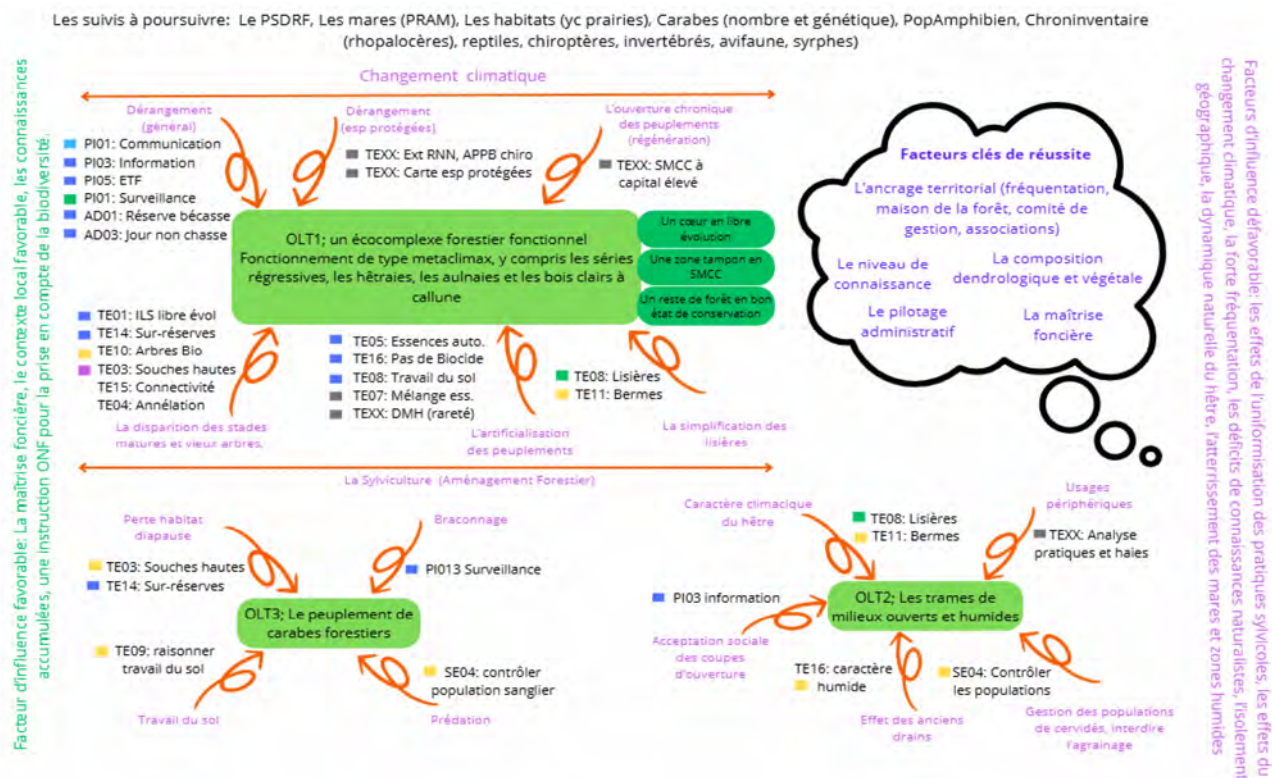 Les suivis à poursuivre: Le PSDRF, Les mares (PRAM), Les habitats (yc prairies), Carabes (nombre et génétique), PopAmphibien, Chroninventaire
(rhopalocères), reptiles, chiroptères, invertébrés, avifaune, syrphes)
Facteur d'influence favorable: La maîtrise foncière, le contexte local favorable, les connaissances
accumulées, une instruction ONF pour la prise en compte de la biodiversité.
Changement climatique
Dérangement
(général)
Dérangement
(esp protégées)
L'ouverture chronique
des peuplements
(régénération)
PI01: Communication
PI03: Information
PI05: ETF
PI01: Surveillance
AD01: Réserve bécasse
AD03: Jour non chasse
TEXX: Ext RNN, APPB chiro
TEXX: Carte esp protégées
TEXX: SMCC à
capital élevé
OLT1; un écocomplexe forestier fonctionnel
Fonctionnement de type metaclimax, y compris les séries
régressives, les hêtraies, les aulnaies et les bois clairs à
callune
Un cœur en libre
évolution
Une zone tampon en
SMCC
Un reste de forêt en bon
état de conservation
TE01: ILS libre évol
TE14: Sur-réserves
TE10: Arbres Bio
TE03: Souches hautes
TE15: Connectivité
TE04: Annélation
La disparition des stades
matures et vieux arbres,
TE05: Essences auto.
TE16: Pas de Biocide
TE08: Travail du sol
TE07: Mélange ess.
TEXX: DMH (rareté)
L'artificialisation
des peuplements
TE08: Lisières
TE11: Bermes
La simplification des
lisières
Facteurs clés de réussite
L'ancrage territorial (fréquentation,
maison de la forêt, comité de
gestion, associations)
Le niveau de
connaissance
La composition
dendrologique et végétale
Le pilotage
administratif
La maîtrise
foncière
La Sylviculture (Aménagement Forestier)
Perte habitat
diapause
Braconnage
TE03: Souches hautes
TE14: Sur-réserves
PI013 Surveillance
OLT3; Le peuplement de
carabes forestiers
TE09: raisonner
travail du sol
SE04: contrôler
population sanglier
Travail du sol
Prédation
Caractère climacique
du hêtre
TE08: Lisières
TE11: Bermes
Usages
périphériques
TEXX: Analyse
pratiques et haies
PI03 information
OLT2; Les trames de
milieux ouverts et humides
Acceptation sociale
des coupes
d'ouverture
TE16: caractère
humide
SE04: Contrôler
les populations
Effet des anciens
drains
Gestion des populations
de cervidés, interdire
l'agrainage
Facteurs d'influence défavorable: les effets de l'uniformisation des pratiques sylvicoles, les effets du
changement climatique, la forte fréquentation, les déficits de connaissances naturalistes, l'isolement
géographique, la dynamique naturelle du hêtre, l'atterrissement des mares et zones humides